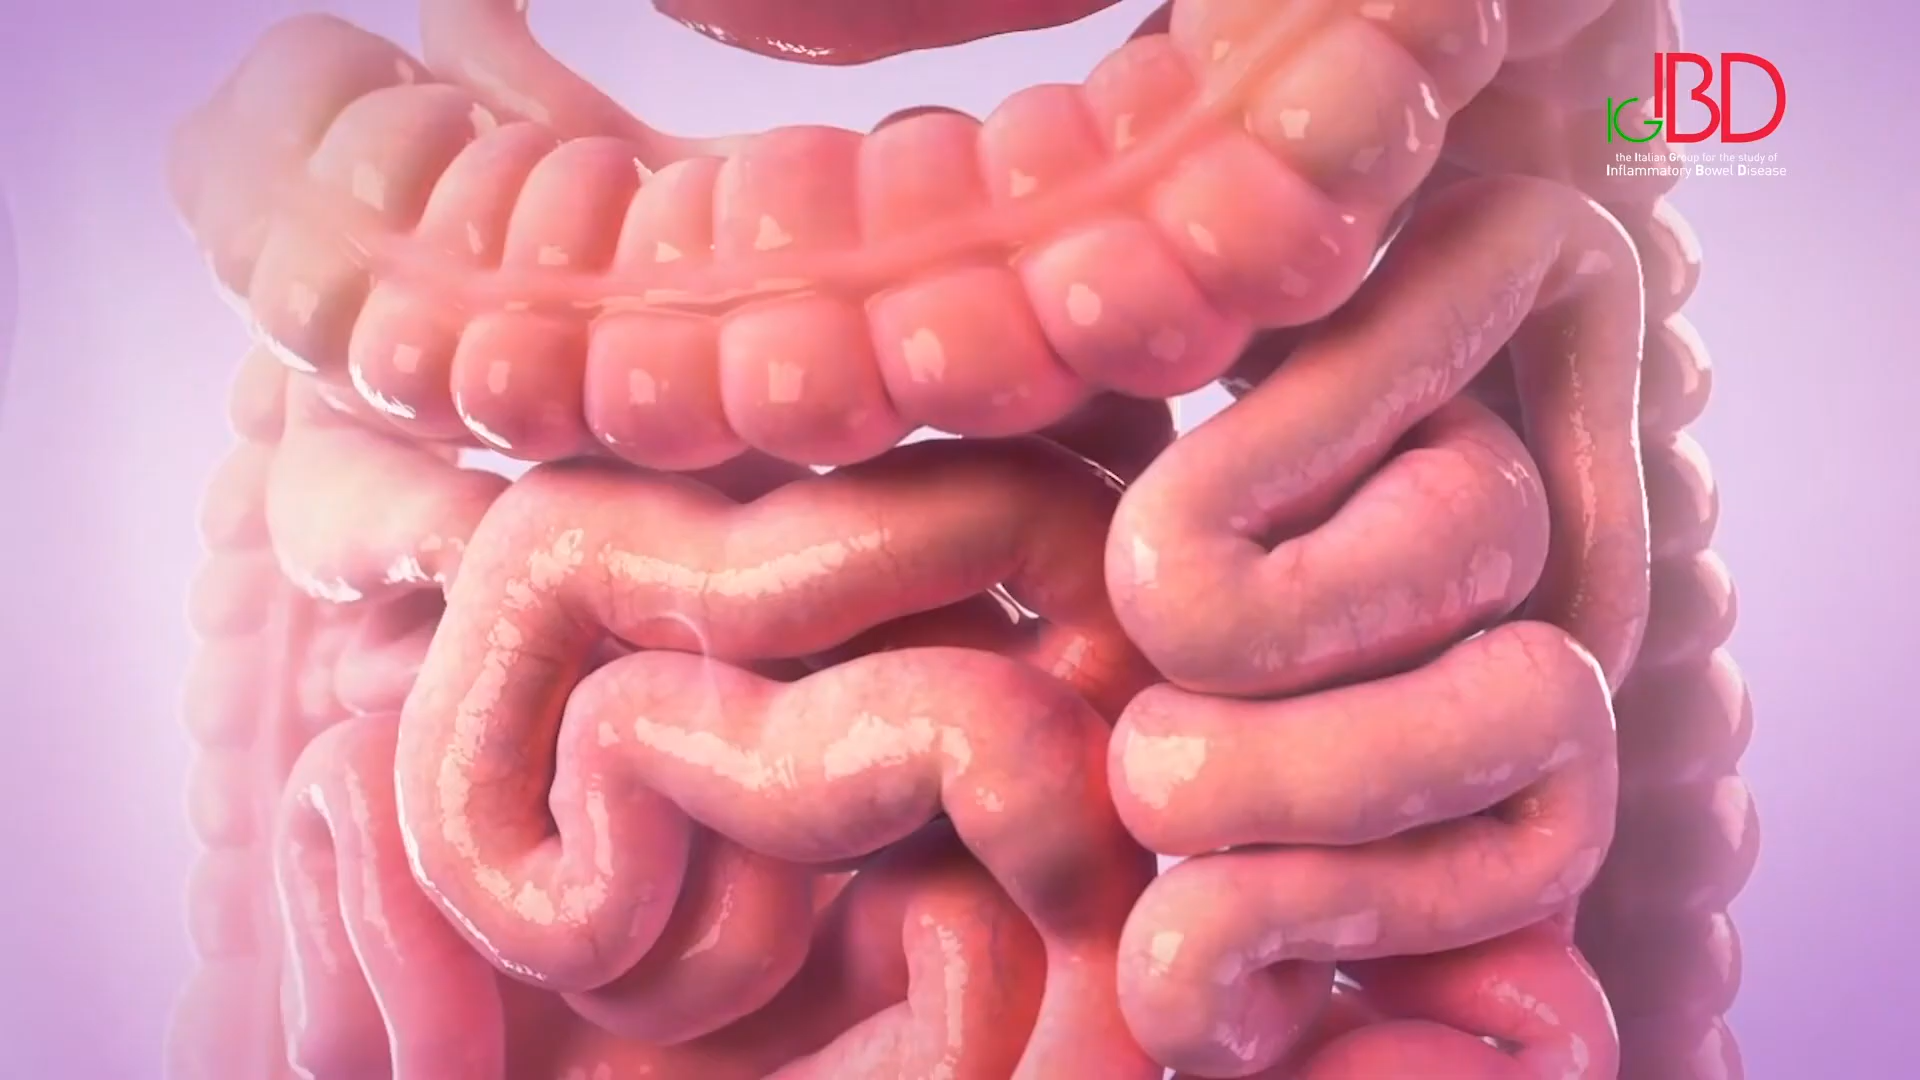 IG IBD
the Italian Group for the study of
Inflammatory Bowel Disease